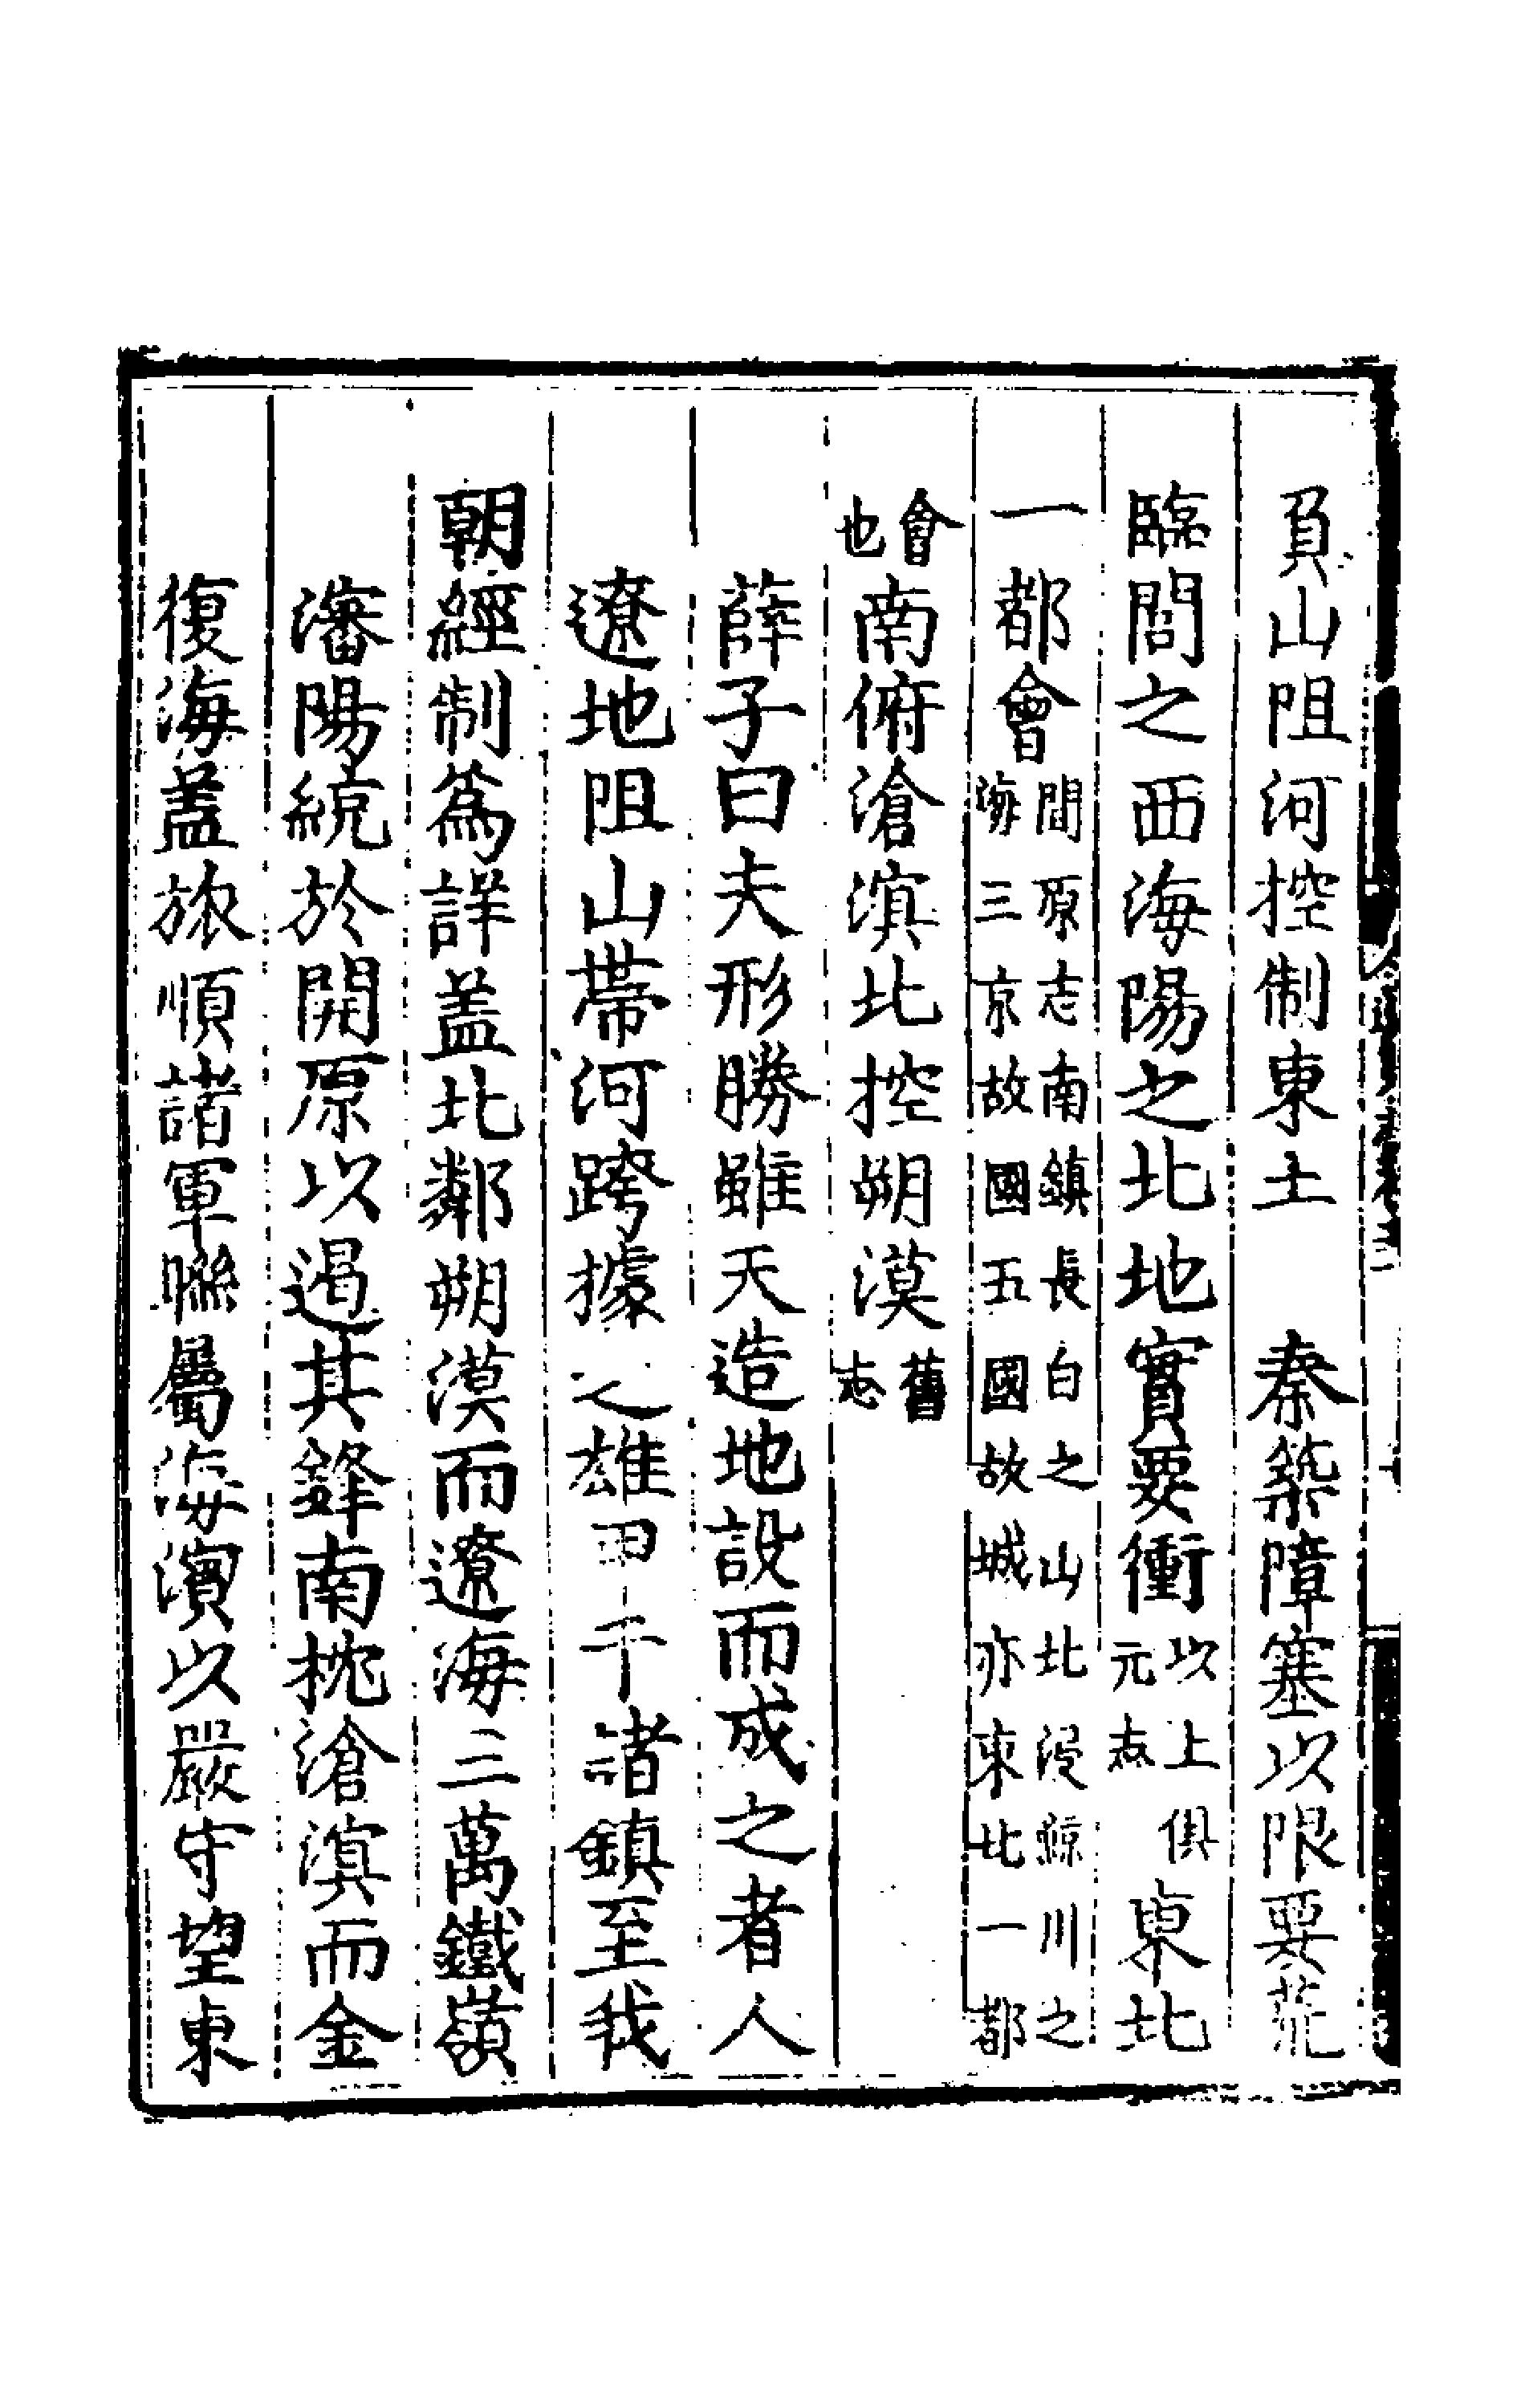 負山阻河控制東土　秦築障塞以限要荒
臨閭之西海陽之北地實要衝以上俱元志　東北
一都會開原志南鎮長白之山北浸鯨川之海三京故國五國故城亦東北一都
會也南俯滄溟北控朔漠舊志
薛子曰夫形勝雖天造地設而成之者人
遼地阻山帶河跨據之雄甲于諸鎮至我
朝經制爲詳盖北鄰朔漠而遼海三萬鐵嶺
瀋陽統於開原以遏其鋒南枕滄溟而金
復海盖旅順諸軍聯屬海濱以嚴守望東